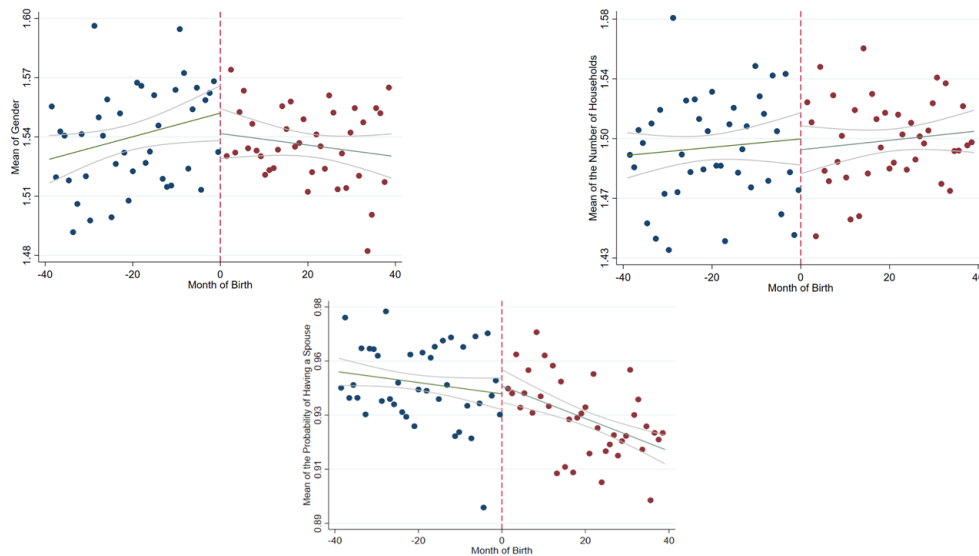 Mean of Gender
1.60
1.57
1.54
1.51
1.48
-40 -20 0 20 40
Month of Birth
Mean of the Number of Households
1.58
1.54
1.50
1.47
1.43
-40 -20 0 20 40
Month of Birth
Mean of the Probability of Having a Spouse
0.98
0.96
0.93
0.91
0.89
-40 -20 0 20 40
Month of Birth